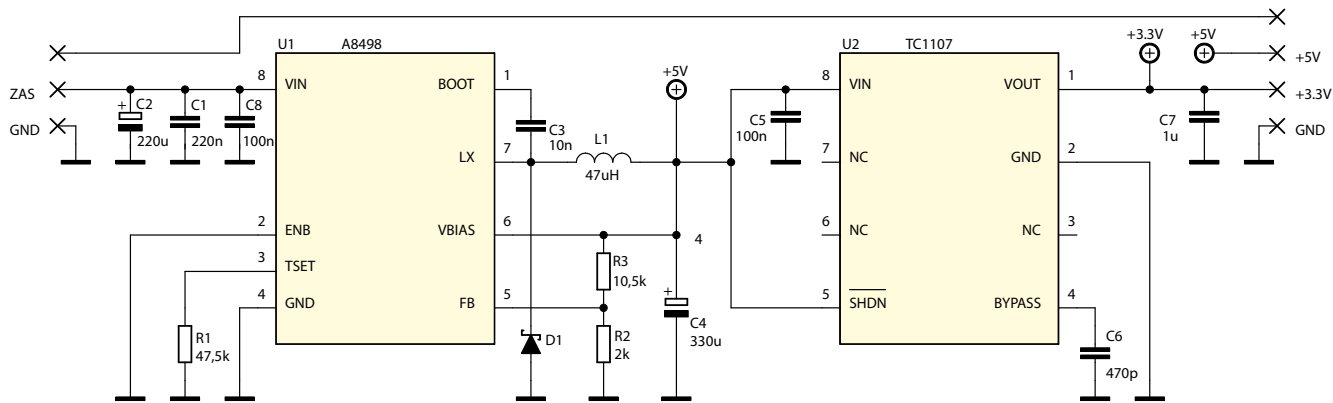 U1 A8498
U2 TC1107
+3.3V +5V
+5V
+5V
ZAS
8 VIN BOOT 1
8 VIN VOUT 1
+3.3V
+ C2 C1 C8
220u 220n 100n
C3
10n
C5
100n
C7
1u
GND
GND
LX 7
L1
47uH
7 NC GND 2
2 ENB VBIAS 6
4
6 NC NC 3
3 TSET
R3
10,5k
4 GND FB 5
+
C4
330u
5 SHDN BYPASS 4
R1
47,5k
D1
R2
2k
C6
470p